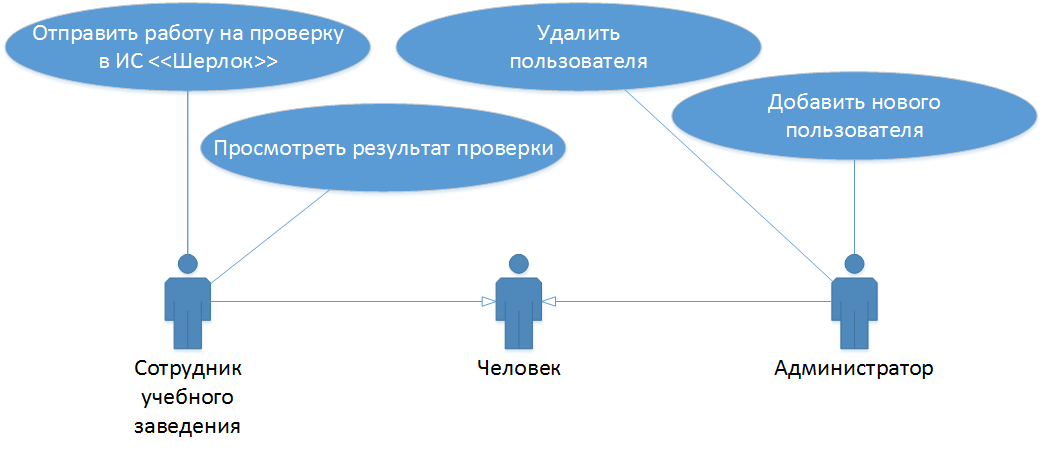 Отправить работу на проверку
в ИС <<Шерлок>>
Удалить
пользователя
Добавить нового
пользователя
Просмотреть результат проверки
Сотрудник
учебного
заведения
Человек
Администратор